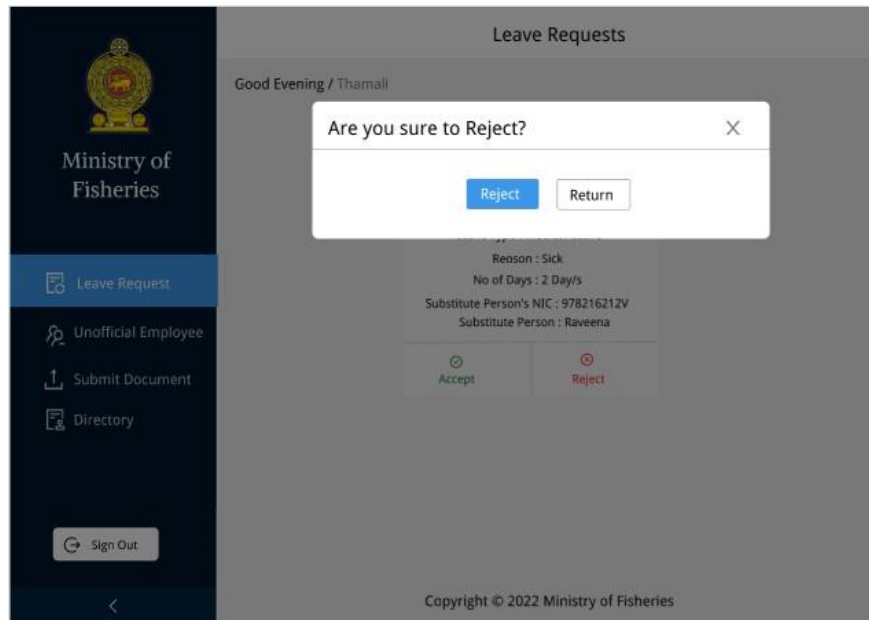 Ministry of
Fisheries
Leave Request
Unofficial Employee
Submit Document
Directory
Sign Out
Leave Requests
Good Evening / Thamali
Are you sure to Reject?
Reject
Return
Reason : Sick
No of Days : 2 Day/s
Substitute Person's NIC : 978216212V
Substitute Person : Raveena
Accept
Reject
Copyright © 2022 Ministry of Fisheries